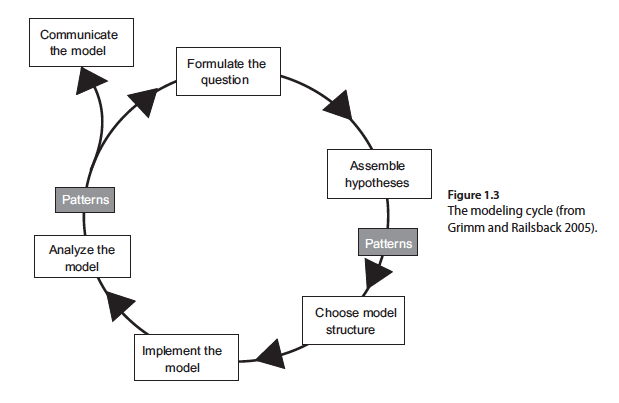 Communicate
the model
Formulate the
question
Assemble
hypotheses
Figure 1.3
The modeling cycle (from
Grimm and Railsback 2005).
Patterns
Patterns
Analyze the
model
Choose model
structure
Implement the
model